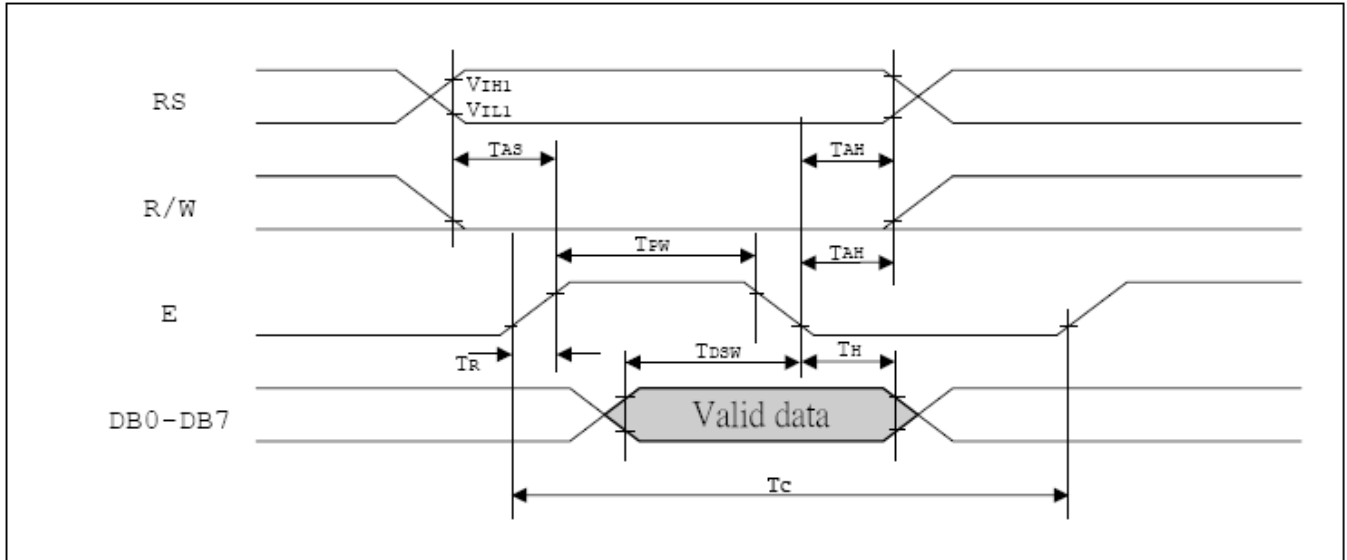 RS
VIH1
VIL1
TAS
TAH
R/W
TPW
TAH
E
TR
TDSW
TH
DB0-DB7
Valid data
TC